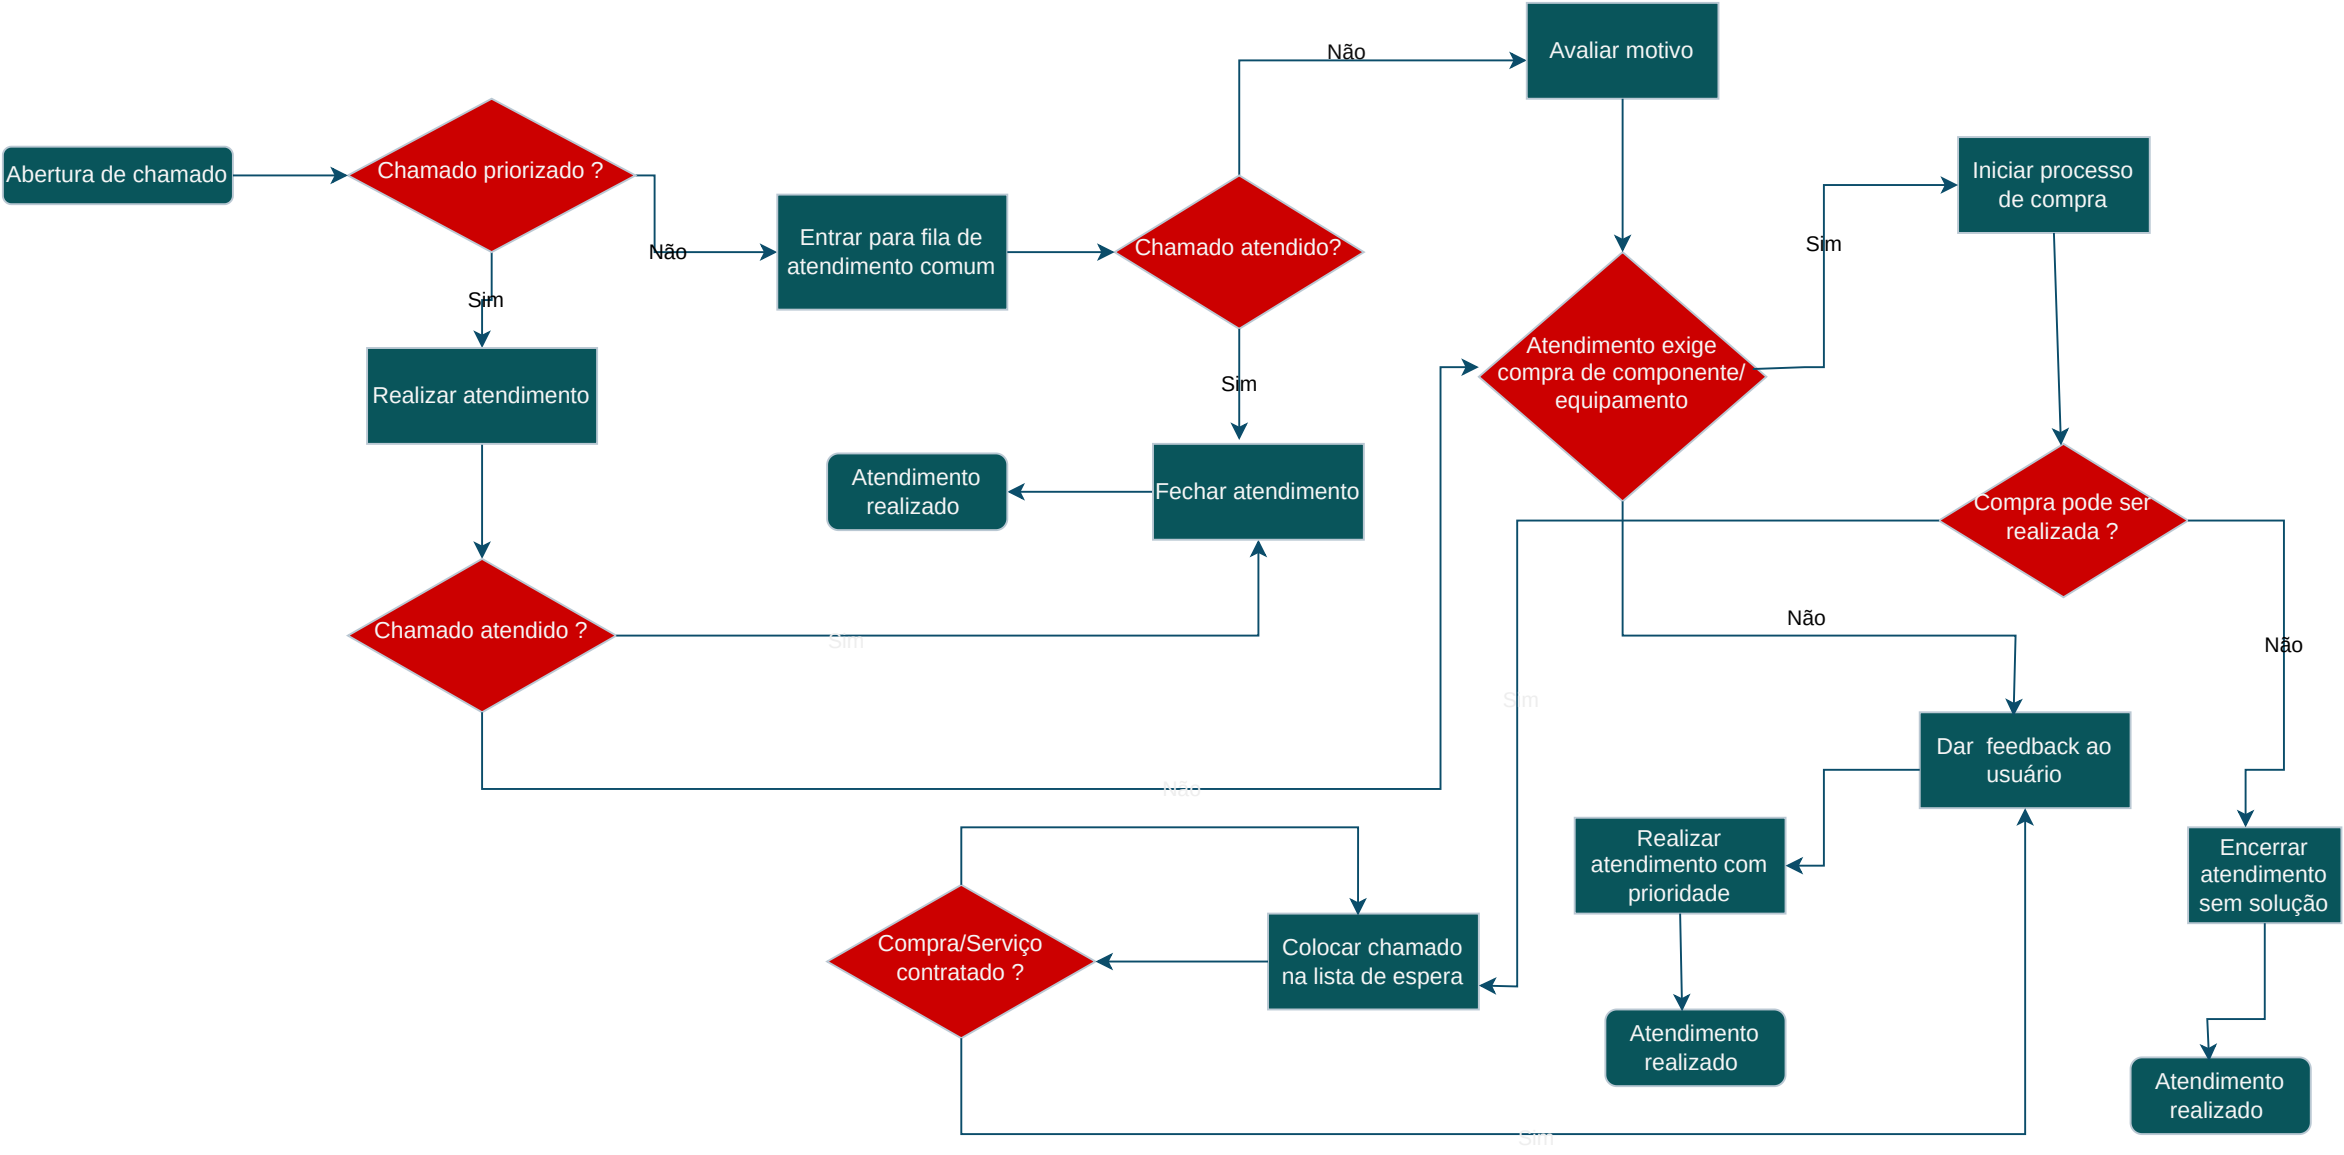 Não
Avaliar motivo
Abertura de chamado
Chamado priorizado ?
Não
Sim
Entrar para fila de
atendimento comum
Chamado atendido?
Sim
Iniciar processo
de compra
Sim
Realizar atendimento
Atendimento exige
compra de componente/
equipamento
Atendimento
realizado
Fechar atendimento
Compra pode ser
realizada ?
Chamado atendido ?
Sim
Não
Não
Sim
Não
Dar  feedback ao
usuário
Realizar
atendimento com
prioridade
Encerrar
atendimento
sem solução
Compra/Serviço
contratado ?
Colocar chamado
na lista de espera
Atendimento
realizado
Atendimento
realizado
Sim